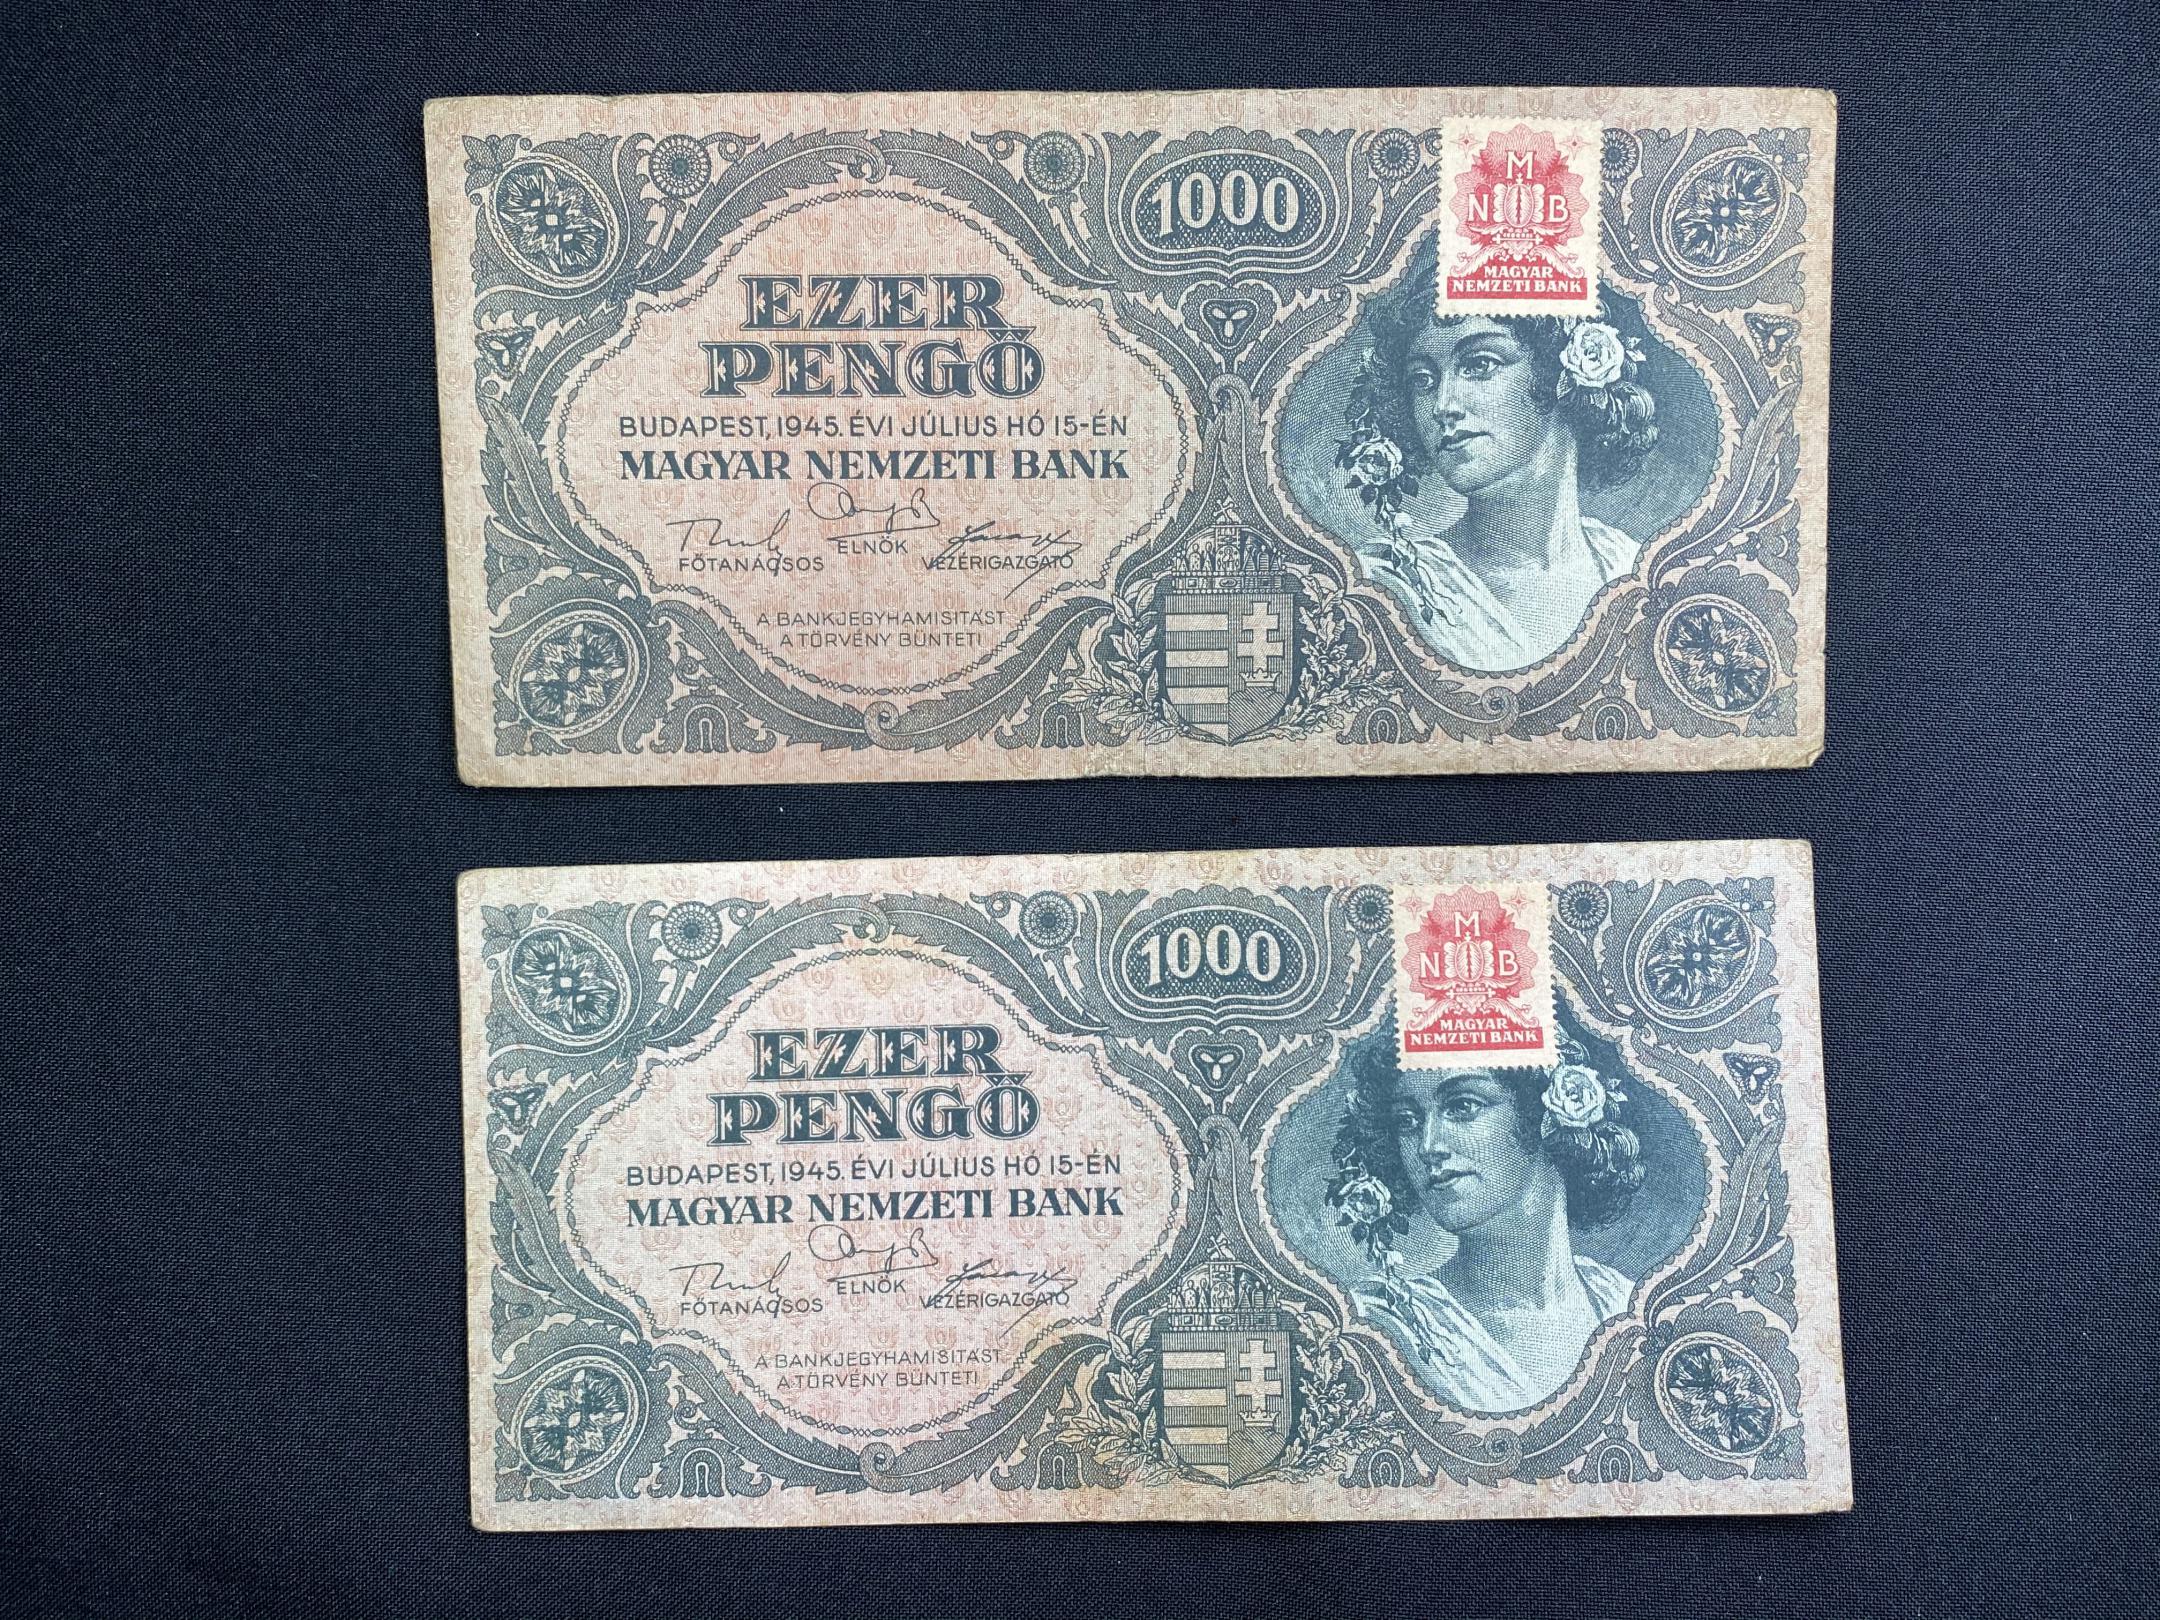 1000
M
N B
MAGYAR
NEMZETI BANK
EZER
PENGŐ
BUDAPEST, 1945. ÉVI JÚLIUS HÓ 15-ÉN
MAGYAR NEMZETI BANK
ELNÖK
FŐTANÁCSOS VEZÉRIGAZGATÓ
A BANKJEGYHAMISITÁST
A TÖRVÉNY BÜNTETI
1000
M
N B
MAGYAR
NEMZETI BANK
EZER
PENGŐ
BUDAPEST, 1945. ÉVI JÚLIUS HÓ 15-ÉN
MAGYAR NEMZETI BANK
ELNÖK
FŐTANÁCSOS VEZÉRIGAZGATÓ
A BANKJEGYHAMISITÁST
A TÖRVÉNY BÜNTETI